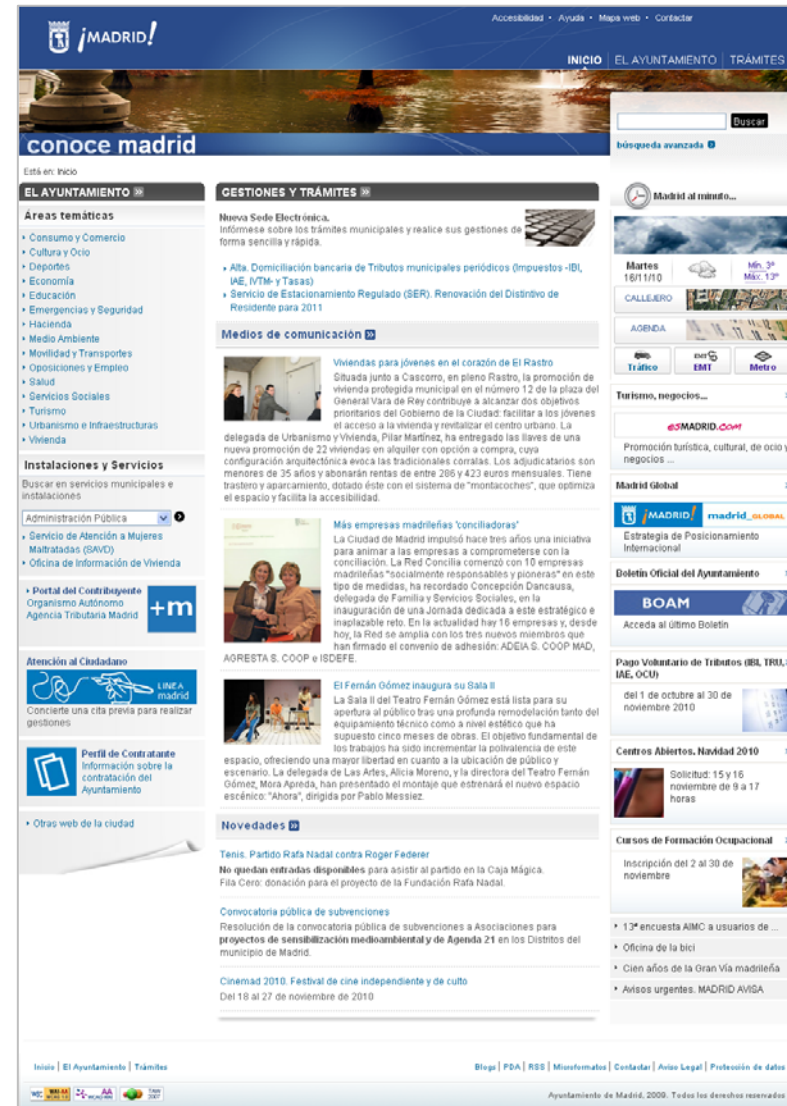 Accesibilidad • Ayuda • Mapa web • Contactar
¡MADRID!
INICIO | EL AYUNTAMIENTO | TRÁMITES
conoce madrid
Buscar
búsqueda avanzada
Está en: Inicio
EL AYUNTAMIENTO
Áreas temáticas
Consumo y Comercio
Cultura y Ocio
Deportes
Economía
Educación
Emergencias y Seguridad
Hacienda
Medio Ambiente
Movilidad y Transportes
Oposiciones y Empleo
Salud
Servicios Sociales
Turismo
Urbanismo e Infraestructuras
Vivienda
Instalaciones y Servicios
Buscar en servicios municipales e
instalaciones
Administración Pública
Servicio de Atención a Mujeres
Maltratadas (SAVD)
Oficina de Información de Vivienda
Portal del Contribuyente
Organismo Autónomo
Agencia Tributaria Madrid
+m
Atención al Ciudadano
LINEA
madrid
Concierte una cita previa para realizar
gestiones
Perfil de Contratante
Información sobre la
contratación del
Ayuntamiento
Otras web de la ciudad
GESTIONES Y TRÁMITES
Nueva Sede Electrónica.
Infórmese sobre los trámites municipales y realice sus gestiones de
forma sencilla y rápida.
Alta. Domiciliación bancaria de Tributos municipales periódicos (Impuestos -IBI,
IAE, IVTM- y Tasas)
Servicio de Estacionamiento Regulado (SER). Renovación del Distintivo de
Residente para 2011
Medios de comunicación
Viviendas para jóvenes en el corazón de El Rastro
Situada junto a Cascorro, en pleno Rastro, la promoción de
vivienda protegida municipal en el número 12 de la plaza del
General Vara de Rey contribuye a alcanzar dos objetivos
prioritarios del Gobierno de la Ciudad: facilitar a los jóvenes
el acceso a la vivienda y revitalizar el centro urbano. La
delegada de Urbanismo y Vivienda, Pilar Martínez, ha entregado las llaves de una
nueva promoción de 22 viviendas en alquiler con opción a compra, cuya
configuración arquitectónica evoca las tradicionales corralas. Los adjudicatarios son
menores de 35 años y abonarán rentas de entre 286 y 423 euros mensuales. Tiene
trastero y aparcamiento, dotado éste con el sistema de "montacoches", que optimiza
el espacio y facilita la accesibilidad.
Más empresas madrileñas 'conciliadoras'
La Ciudad de Madrid impulsó hace tres años una iniciativa
para animar a las empresas a comprometerse con la
conciliación. La Red Concilia comenzó con 10 empresas
madrileñas "socialmente responsables y pioneras" en este
tipo de medidas, ha recordado Concepción Dancausa,
delegada de Familia y Servicios Sociales, en la
inauguración de una Jornada dedicada a este estratégico e
inaplazable reto. En la actualidad hay 16 empresas y, desde
hoy, la Red se amplia con los tres nuevos miembros que
han firmado el convenio de adhesión: ADEIA S. COOP MAD,
AGRESTA S. COOP e ISDEFE.
El Fernán Gómez inaugura su Sala II
La Sala II del Teatro Fernán Gómez está lista para su
apertura al público tras una profunda remodelación tanto del
equipamiento técnico como a nivel estético que ha
supuesto cinco meses de obras. El objetivo fundamental de
los trabajos ha sido incrementar la polivalencia de este
espacio, ofreciendo una mayor libertad en cuanto a la ubicación de público y
escenario. La delegada de Las Artes, Alicia Moreno, y la directora del Teatro Fernán
Gómez, Mora Apreda, han presentado el montaje que estrenará el nuevo espacio
escénico: "Ahora", dirigida por Pablo Messiez.
Novedades
Tenis. Partido Rafa Nadal contra Roger Federer
No quedan entradas disponibles para asistir al partido en la Caja Mágica.
Fila Cero: donación para el proyecto de la Fundación Rafa Nadal.
Convocatoria pública de subvenciones
Resolución de la convocatoria pública de subvenciones a Asociaciones para
proyectos de sensibilización medioambiental y de Agenda 21 en los Distritos del
municipio de Madrid.
Cinemad 2010. Festival de cine independiente y de culto
Del 18 al 27 de noviembre de 2010
Madrid al minuto...
Martes
16/11/10
Mín. 3º
Máx. 13º
CALLEJERO
AGENDA
Tráfico
EMT
EMT
Metro
Turismo, negocios...
esMADRID.com
Promoción turística, cultural, de ocio y
negocios ...
Madrid Global
¡MADRID! madrid_GLOBAL
Estrategia de Posicionamiento
Internacional
Boletín Oficial del Ayuntamiento
BOAM
Acceda al último Boletín
Pago Voluntario de Tributos (IBI, TRU,
IAE, OCU)
del 1 de octubre al 30 de
noviembre 2010
Centros Abiertos. Navidad 2010
Solicitud: 15 y 16
noviembre de 9 a 17
horas
Cursos de Formación Ocupacional
Inscripción del 2 al 30 de
noviembre
13ª encuesta AIMC a usuarios de ...
Oficina de la bici
Cien años de la Gran Vía madrileña
Avisos urgentes. MADRID AVISA
Inicio | El Ayuntamiento | Trámites
Blogs | PDA | RSS | Microformatos | Contactar | Aviso Legal | Protección de datos
Ayuntamiento de Madrid, 2009. Todos los derechos reservados